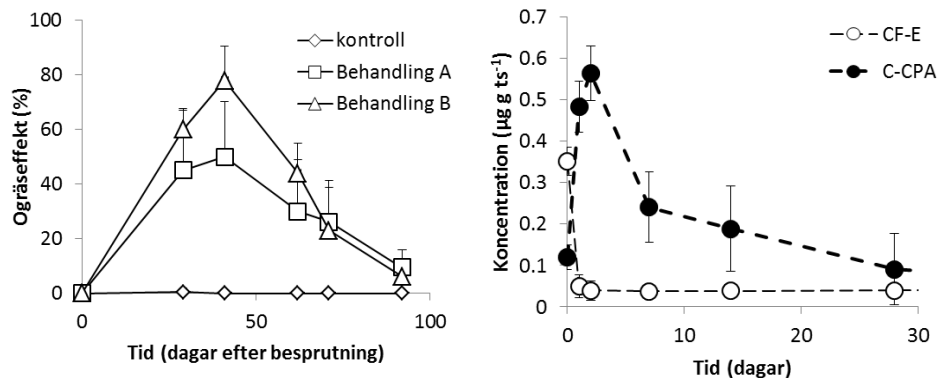 Ogräseffekt (%)
100
80
60
40
20
0
0
50
100
Tid (dagar efter besprutning)
kontroll
Behandling A
Behandling B
Koncentration (µg g ts⁻¹)
0.7
0.6
0.5
0.4
0.3
0.2
0.1
0
0
10
20
30
Tid (dagar)
CF-E
C-CPA